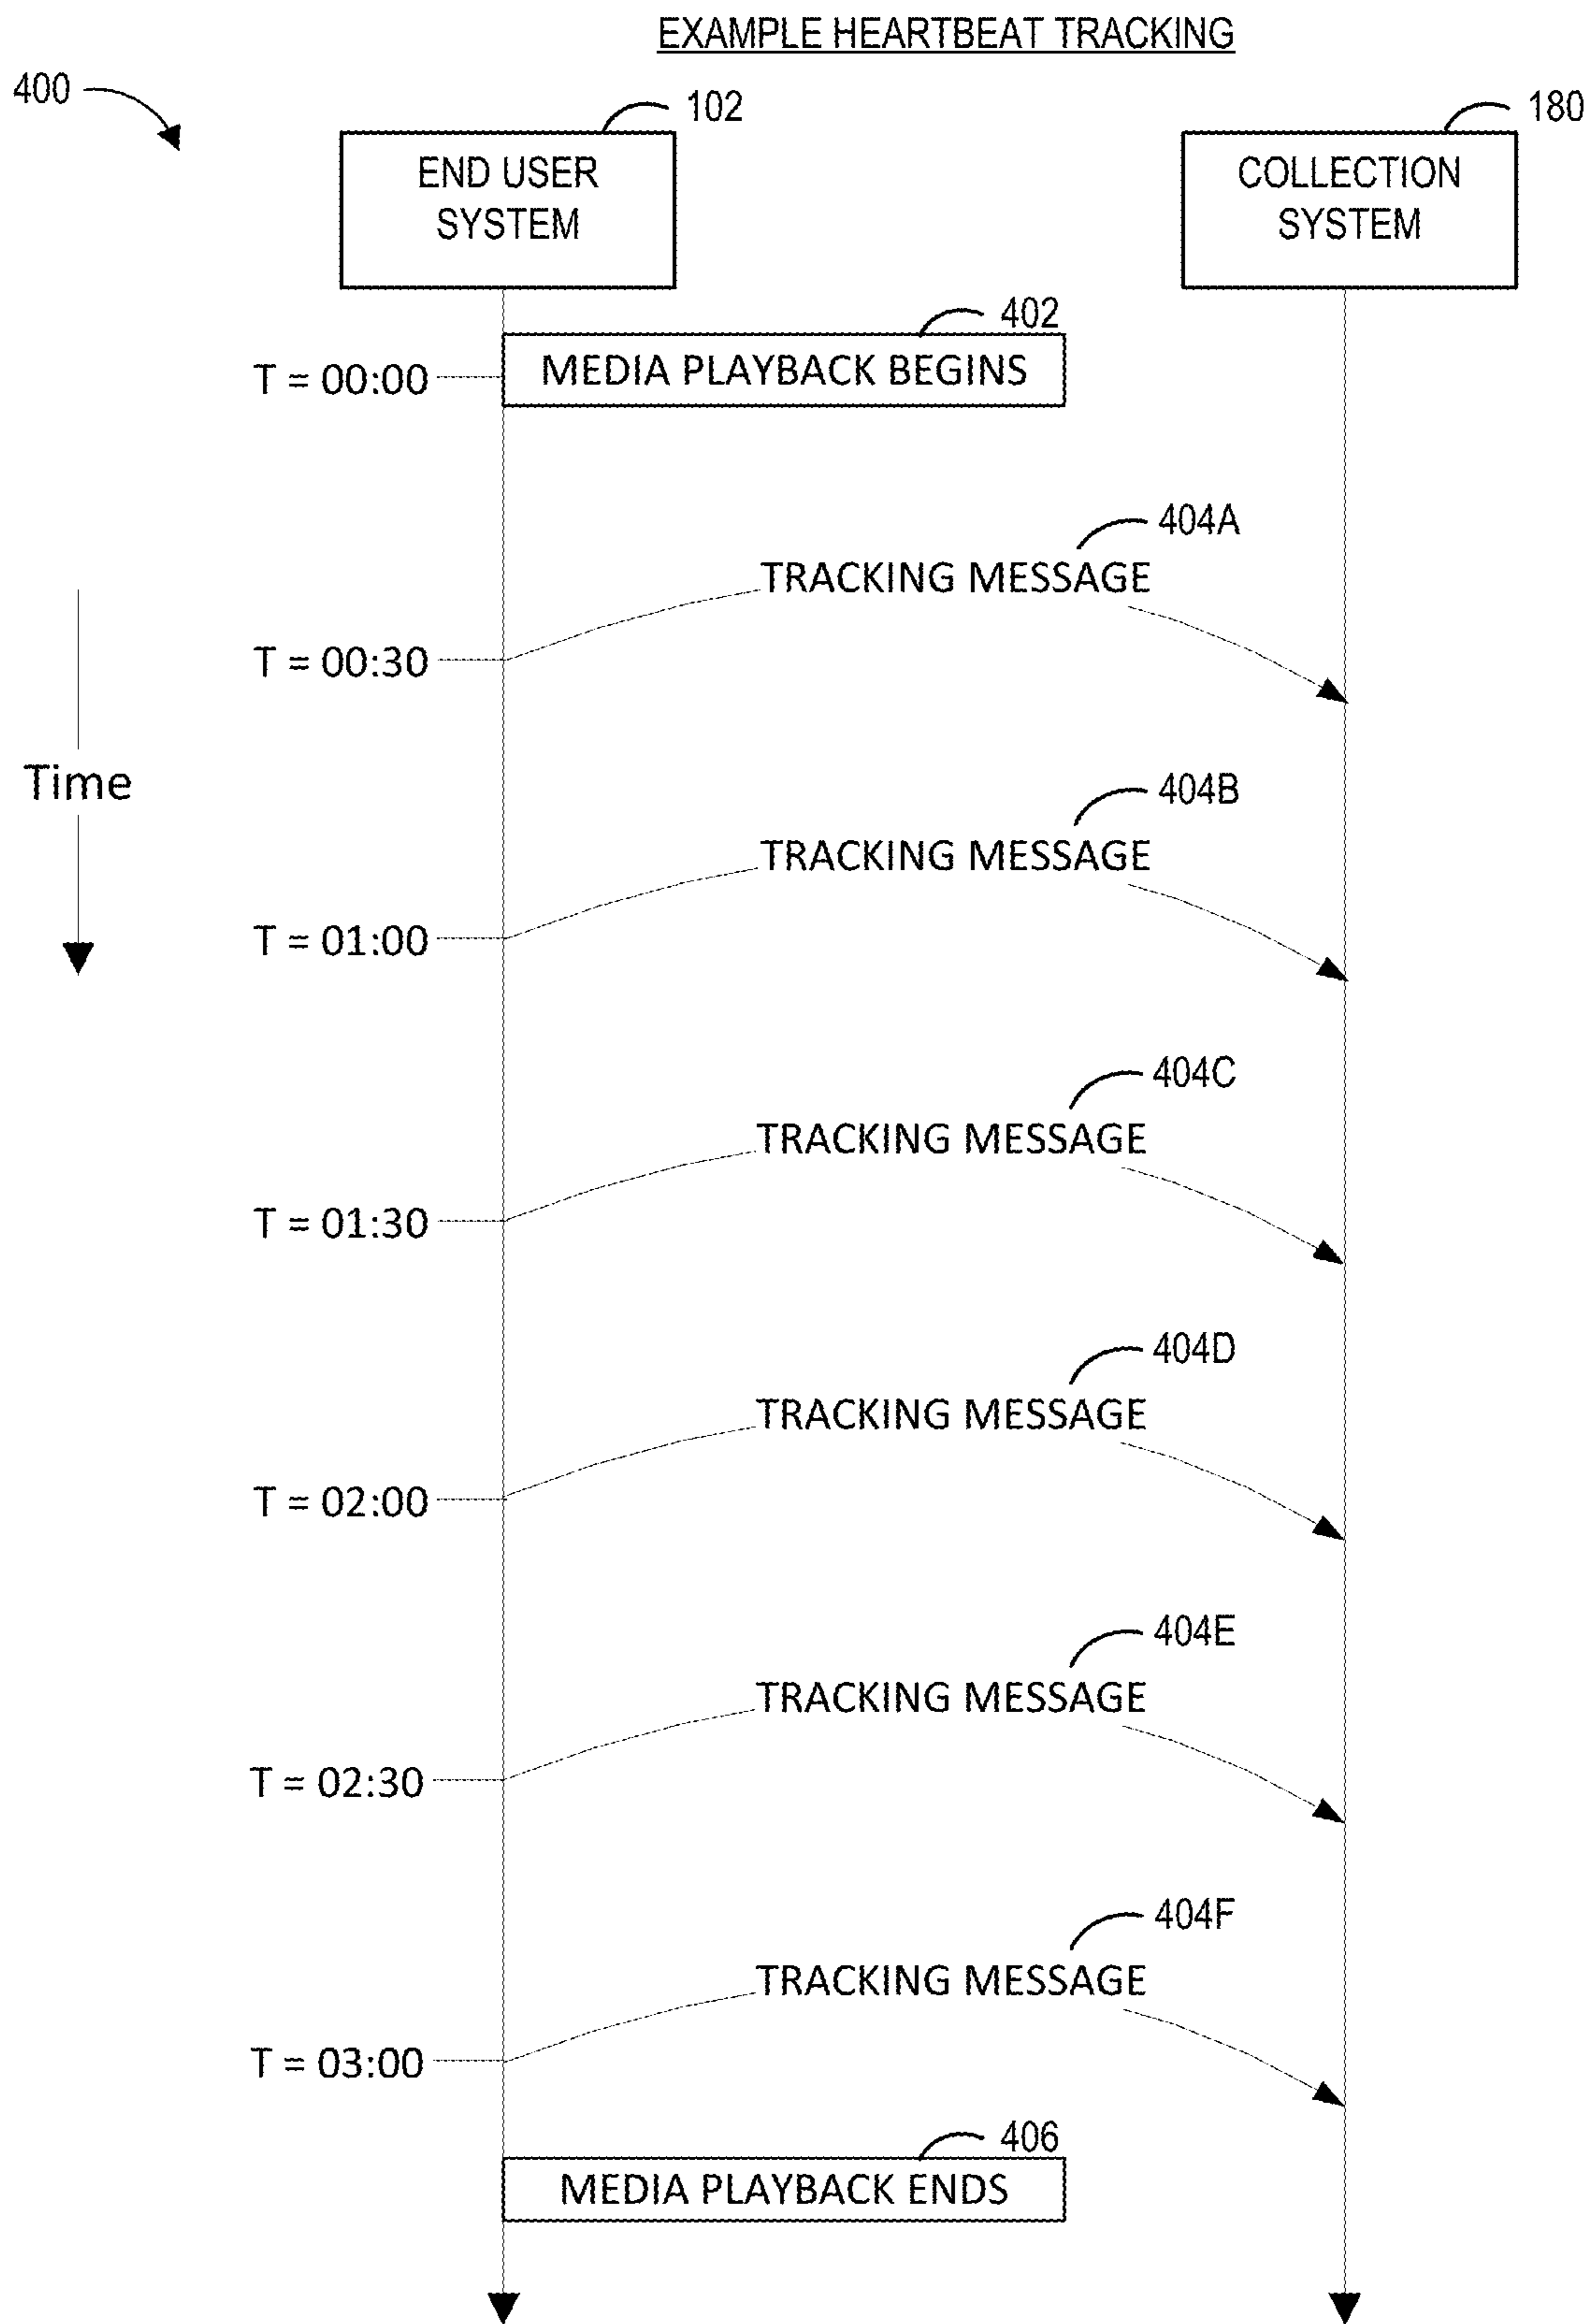 EXAMPLE HEARTBEAT TRACKING
400
102
180
END USER
SYSTEM
COLLECTION
SYSTEM
402
T = 00:00
MEDIA PLAYBACK BEGINS
404A
TRACKING MESSAGE
T = 00:30
Time
404B
TRACKING MESSAGE
T = 01:00
404C
TRACKING MESSAGE
T = 01:30
404D
TRACKING MESSAGE
T = 02:00
404E
TRACKING MESSAGE
T = 02:30
404F
TRACKING MESSAGE
T = 03:00
406
MEDIA PLAYBACK ENDS